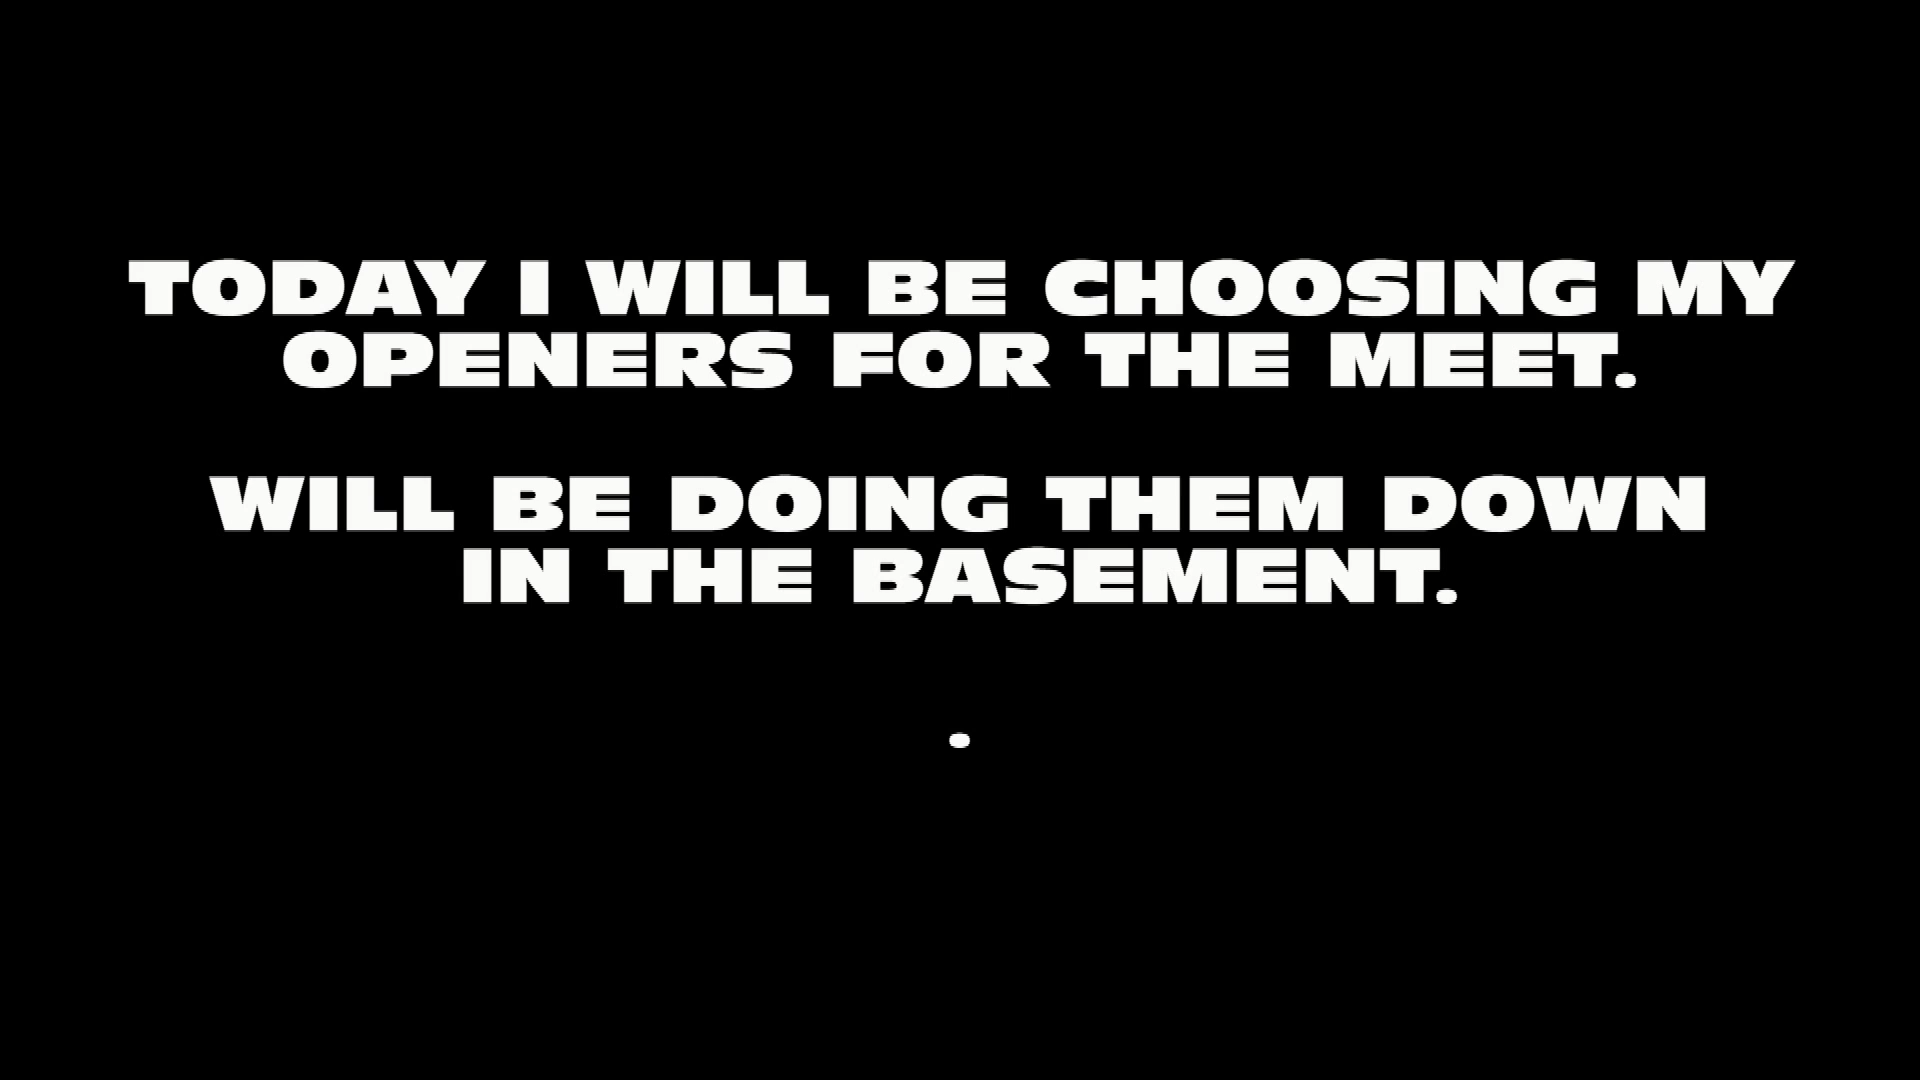 TODAY I WILL BE CHOOSING MY
OPENERS FOR THE MEET.
WILL BE DOING THEM DOWN
IN THE BASEMENT.
.